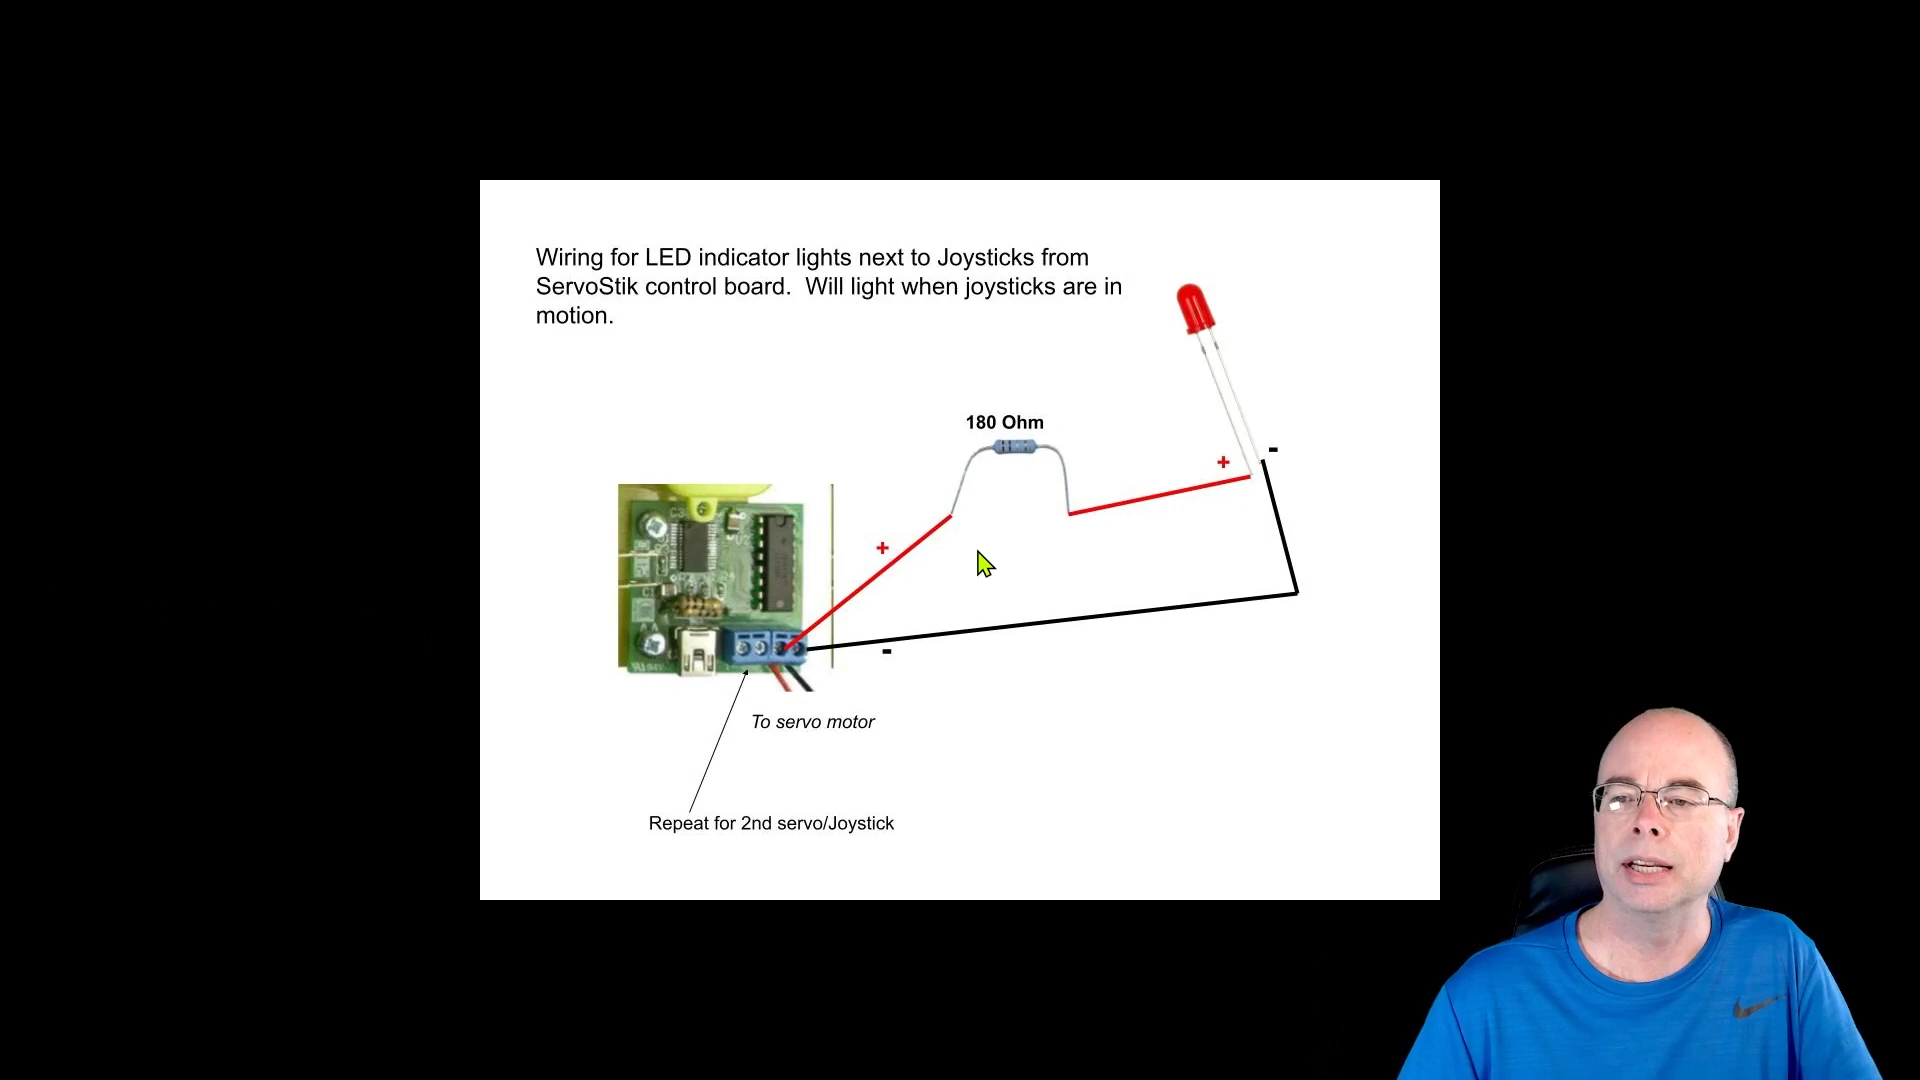 Wiring for LED indicator lights next to Joysticks from
ServoStik control board.  Will light when joysticks are in
motion.
180 Ohm
-
+
+
-
To servo motor
Repeat for 2nd servo/Joystick